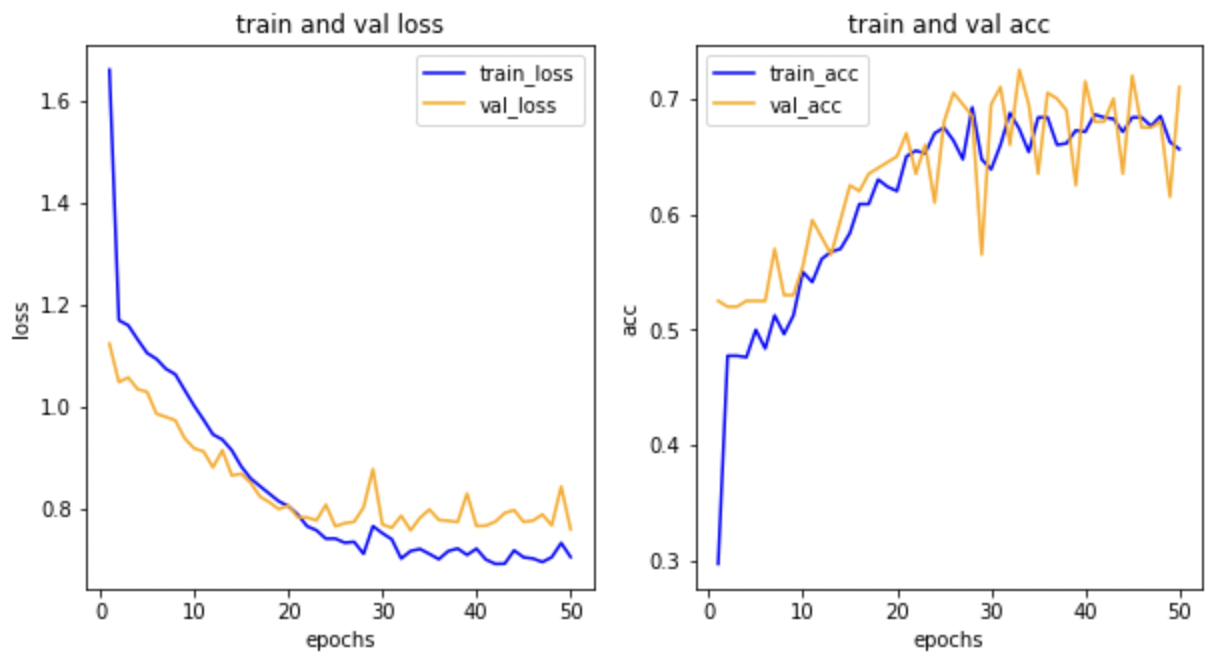 train and val loss
train_loss
val_loss
1.6
1.4
1.2
1.0
0.8
loss
0 10 20 30 40 50
epochs
train and val acc
train_acc
val_acc
0.7
0.6
0.5
0.4
0.3
acc
0 10 20 30 40 50
epochs